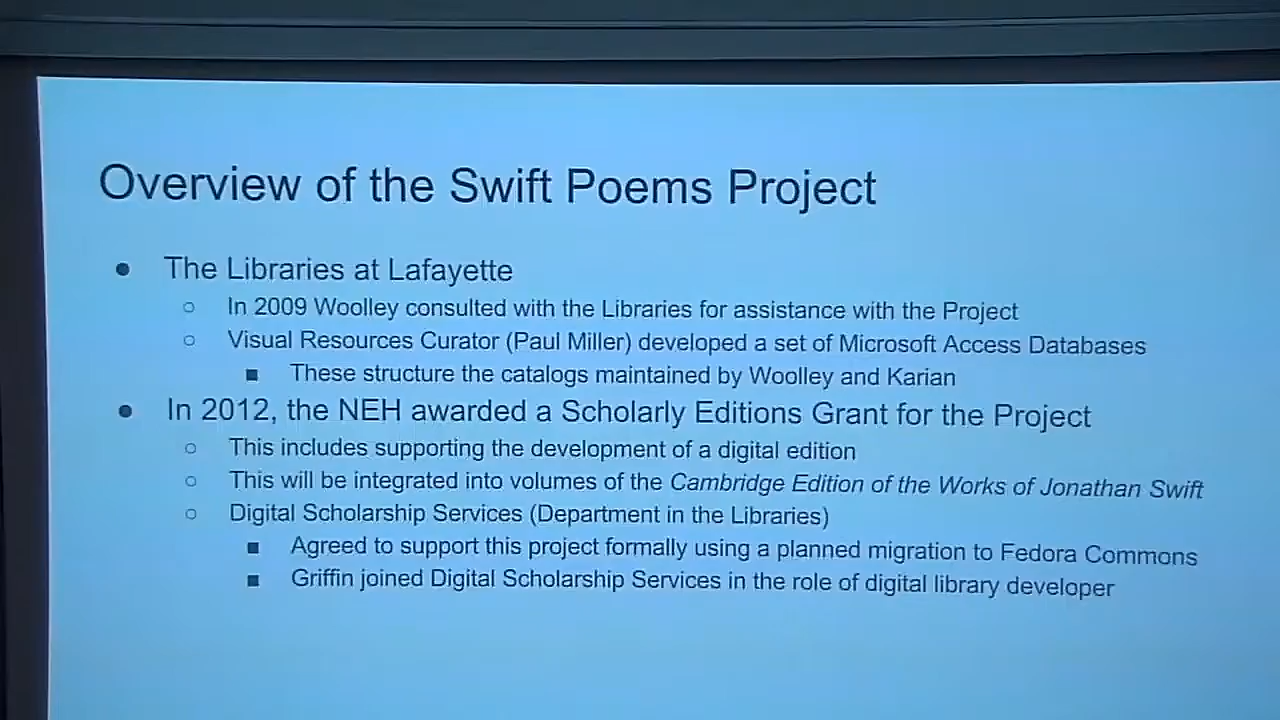 Overview of the Swift Poems Project
● The Libraries at Lafayette
○ In 2009 Woolley consulted with the Libraries for assistance with the Project
○ Visual Resources Curator (Paul Miller) developed a set of Microsoft Access Databases
■ These structure the catalogs maintained by Woolley and Karian
● In 2012, the NEH awarded a Scholarly Editions Grant for the Project
○ This includes supporting the development of a digital edition
○ This will be integrated into volumes of the Cambridge Edition of the Works of Jonathan Swift
○ Digital Scholarship Services (Department in the Libraries)
■ Agreed to support this project formally using a planned migration to Fedora Commons
■ Griffin joined Digital Scholarship Services in the role of digital library developer